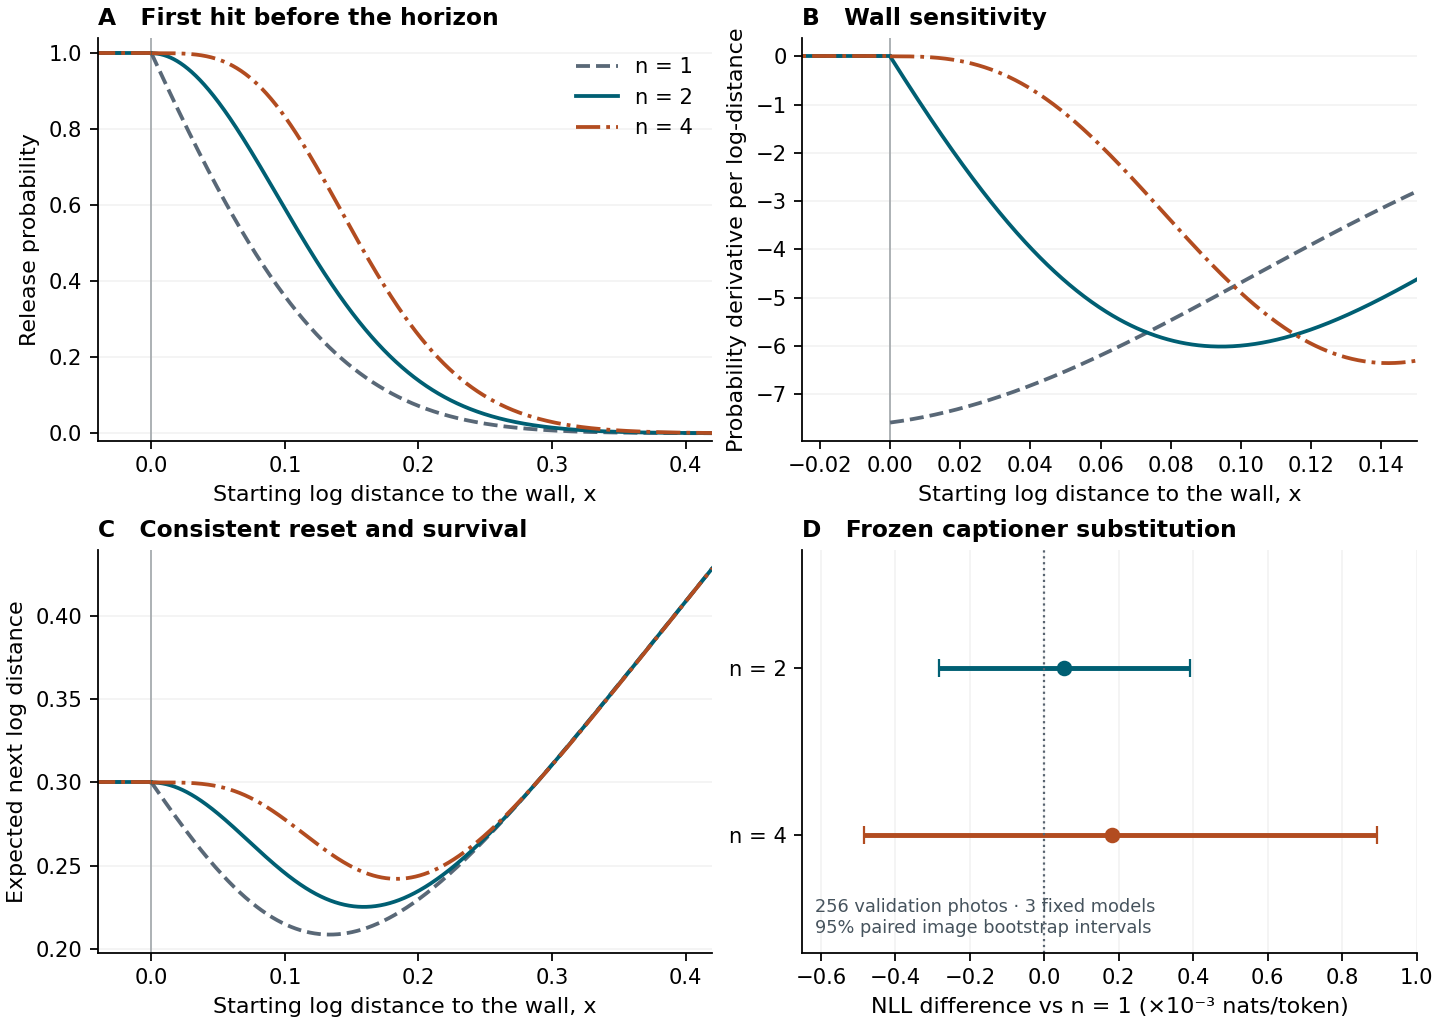 A First hit before the horizon
Release probability
1.0
0.8
0.6
0.4
0.2
0.0
n = 1
n = 2
n = 4
0.0 0.1 0.2 0.3 0.4
Starting log distance to the wall, x
B Wall sensitivity
Probability derivative per log-distance
0
−1
−2
−3
−4
−5
−6
−7
−0.02 0.00 0.02 0.04 0.06 0.08 0.10 0.12 0.14
Starting log distance to the wall, x
C Consistent reset and survival
Expected next log distance
0.40
0.35
0.30
0.25
0.20
0.0 0.1 0.2 0.3 0.4
Starting log distance to the wall, x
D Frozen captioner substitution
n = 2
n = 4
256 validation photos · 3 fixed models
95% paired image bootstrap intervals
−0.6 −0.4 −0.2 0.0 0.2 0.4 0.6 0.8 1.0
NLL difference vs n = 1 (×10⁻³ nats/token)